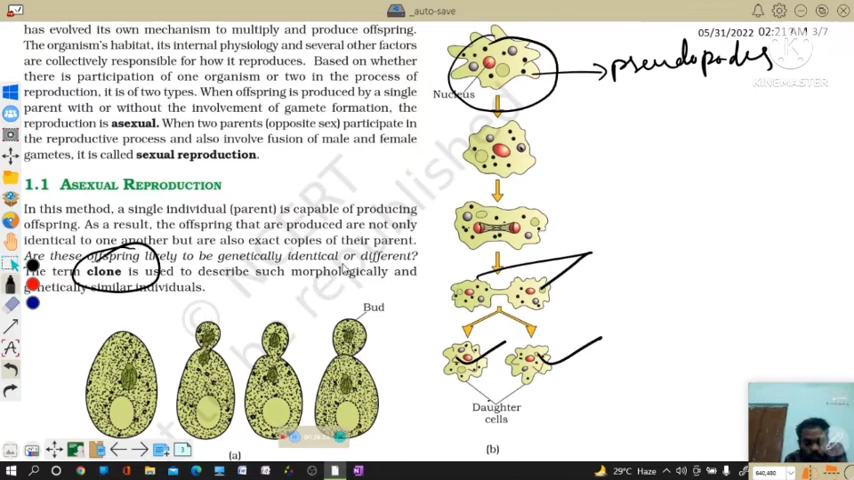 _auto-save
05/31/2022 02:21 AM 3/7
KINEMASTER
has evolved its own mechanism to multiply and produce offspring.
The organism's habitat, its internal physiology and several other factors
are collectively responsible for how it reproduces. Based on whether
there is participation of one organism or two in the process of
reproduction, it is of two types. When offspring is produced by a single
parent with or without the involvement of gamete formation, the
reproduction is asexual. When two parents (opposite sex) participate in
the reproductive process and also involve fusion of male and female
gametes, it is called sexual reproduction.
1.1 ASEXUAL REPRODUCTION
In this method, a single individual (parent) is capable of producing
offspring. As a result, the offspring that are produced are not only
identical to one another but are also exact copies of their parent.
Are these offspring likely to be genetically identical or different?
The term clone is used to describe such morphologically and
genetically similar individuals.
Bud
(a)
Nucleus
pseudopodus
Daughter
cells
(b)
© NCERT
be republished
3
29°C Haze
640,480